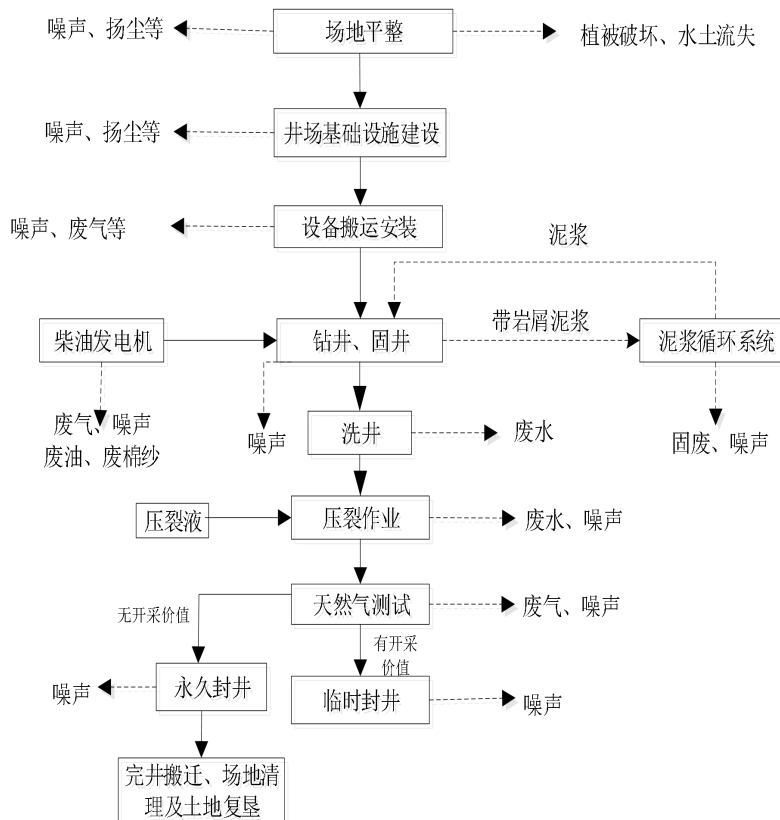 噪声、扬尘等
场地平整
植被破坏、水土流失
噪声、扬尘等
井场基础设施建设
噪声、废气等
设备搬运安装
泥浆
柴油发电机
钻井、固井
带岩屑泥浆
泥浆循环系统
废气、噪声
废油、废棉纱
噪声
洗井
废水
固废、噪声
压裂液
压裂作业
废水、噪声
无开采价值
天然气测试
废气、噪声
有开采
价值
噪声
永久封井
临时封井
噪声
完井搬迁、场地清
理及土地复垦